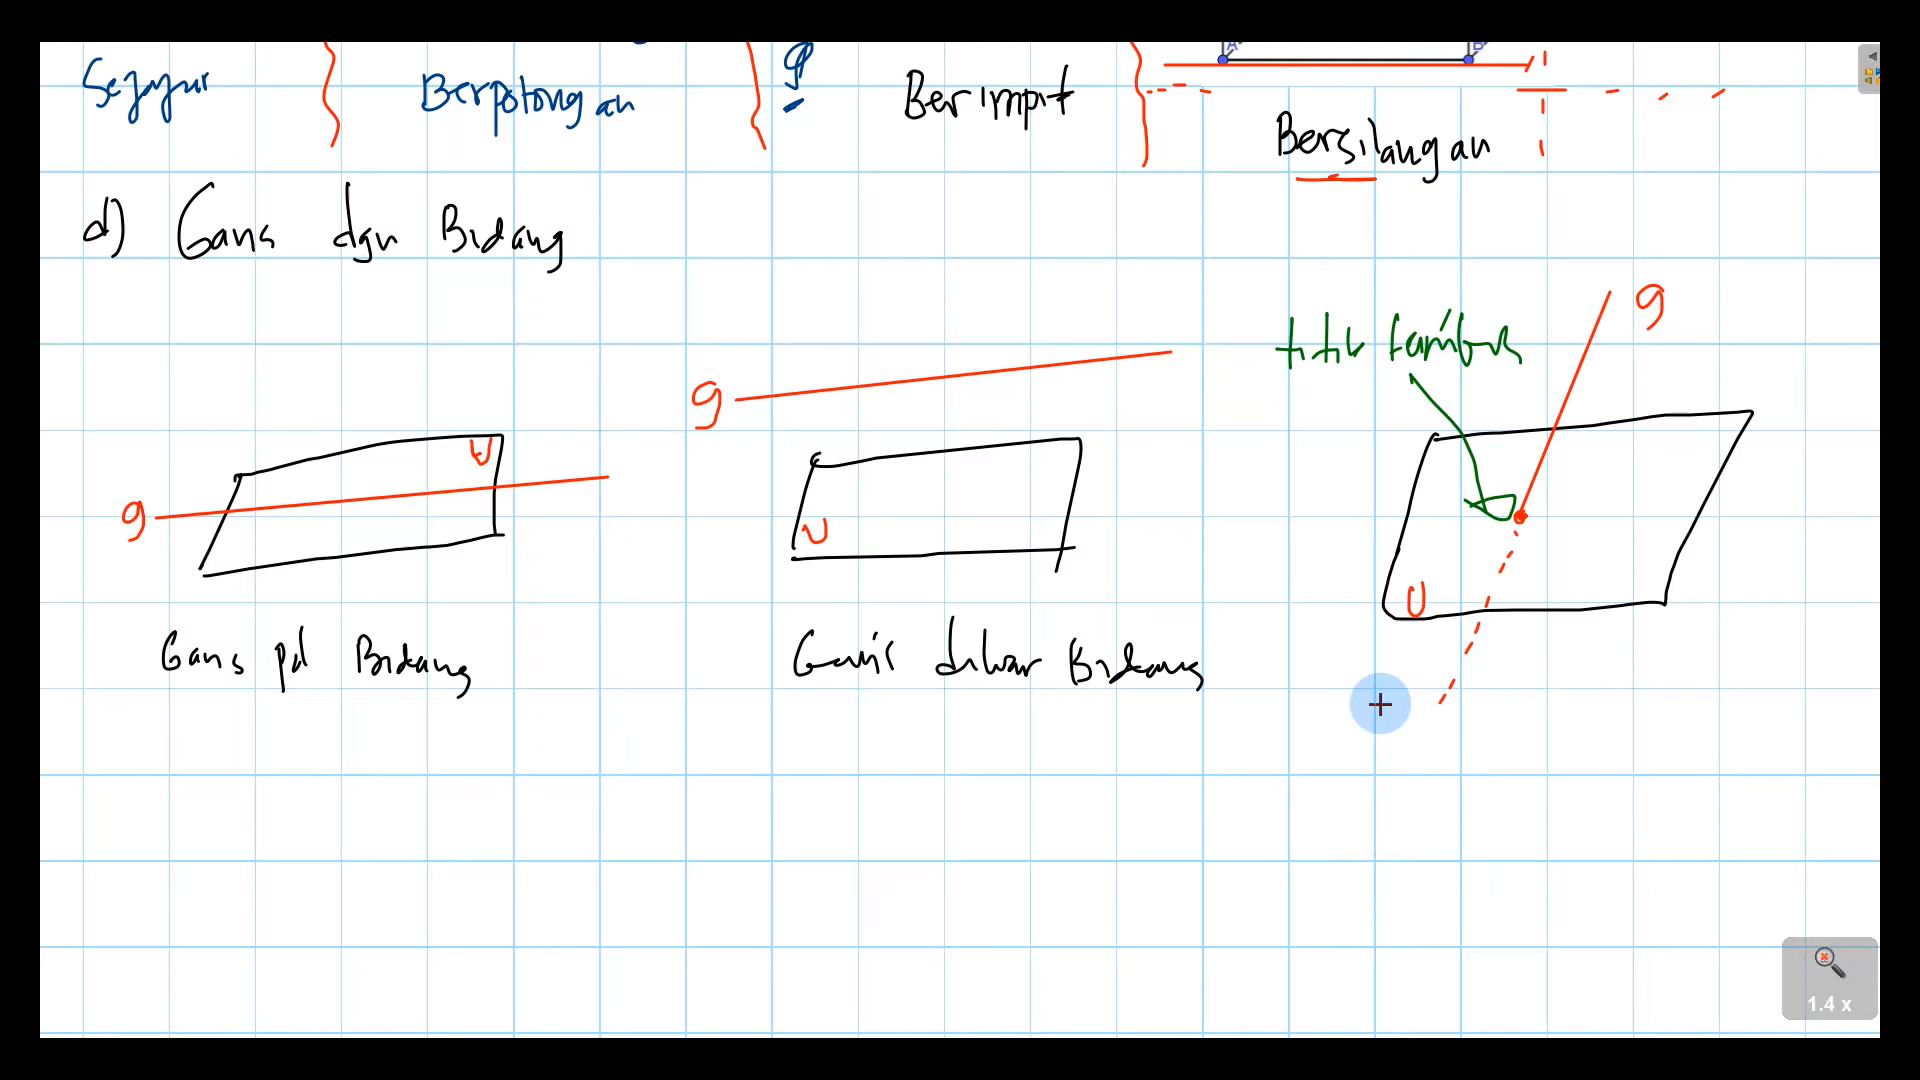 A B
Sejajar Berpotongan Berimpit
Bersilangan
d) Garis dgn Bidang
g
titik tembus
g
U
g
U
U
Garis pd Bidang Garis diluar Bidang
1.4 x